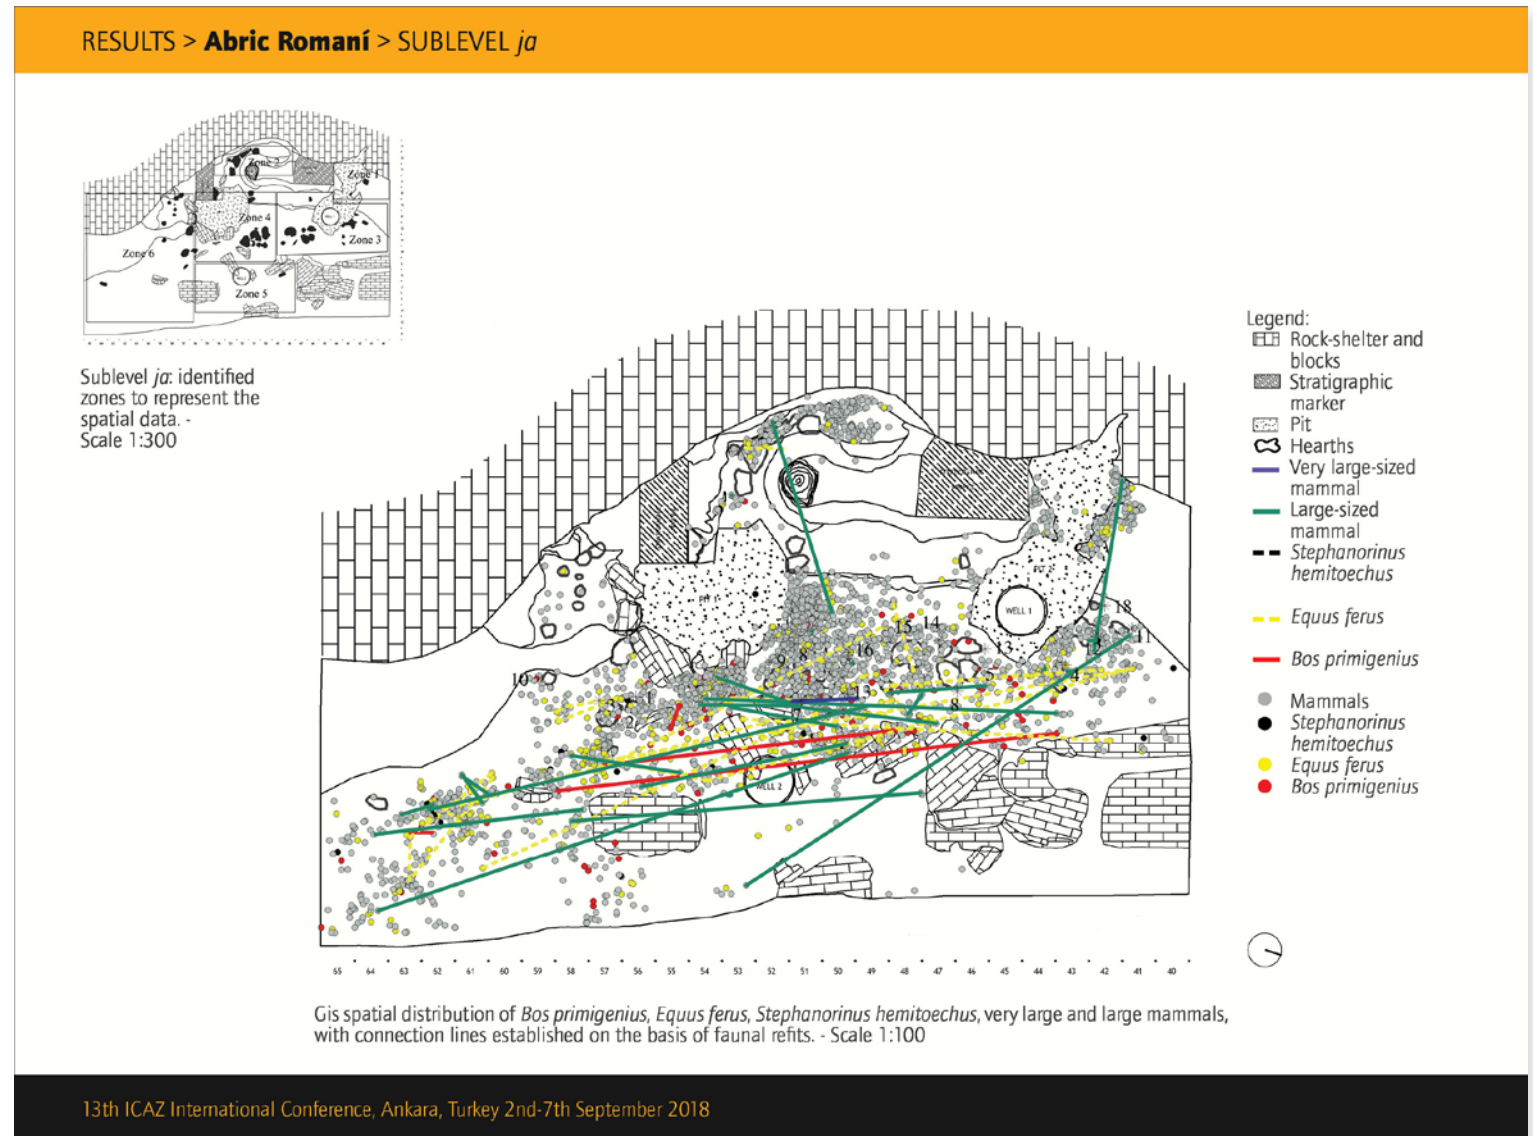 RESULTS > Abric Romaní > SUBLEVEL ja
Zone 2
Zone 1
Zone 4
Zone 3
Zone 6
Zone 5
Sublevel ja: identified
zones to represent the
spatial data. -
Scale 1:300
Legend:
Rock-shelter and
blocks
Stratigraphic
marker
Pit
Hearths
Very large-sized
mammal
Large-sized
mammal
Stephanorinus
hemitoechus
Equus ferus
Bos primigenius
Mammals
Stephanorinus
hemitoechus
Equus ferus
Bos primigenius
WELL 1
18
15 14
11
16
13
12
9 8
10
1
13
5
4
2
8
WELL 2
65 64 63 62 61 60 59 58 57 56 55 54 53 52 51 50 49 48 47 46 45 44 43 42 41 40
Gis spatial distribution of Bos primigenius, Equus ferus, Stephanorinus hemitoechus, very large and large mammals,
with connection lines established on the basis of faunal refits. - Scale 1:100
13th ICAZ International Conference, Ankara, Turkey 2nd-7th September 2018